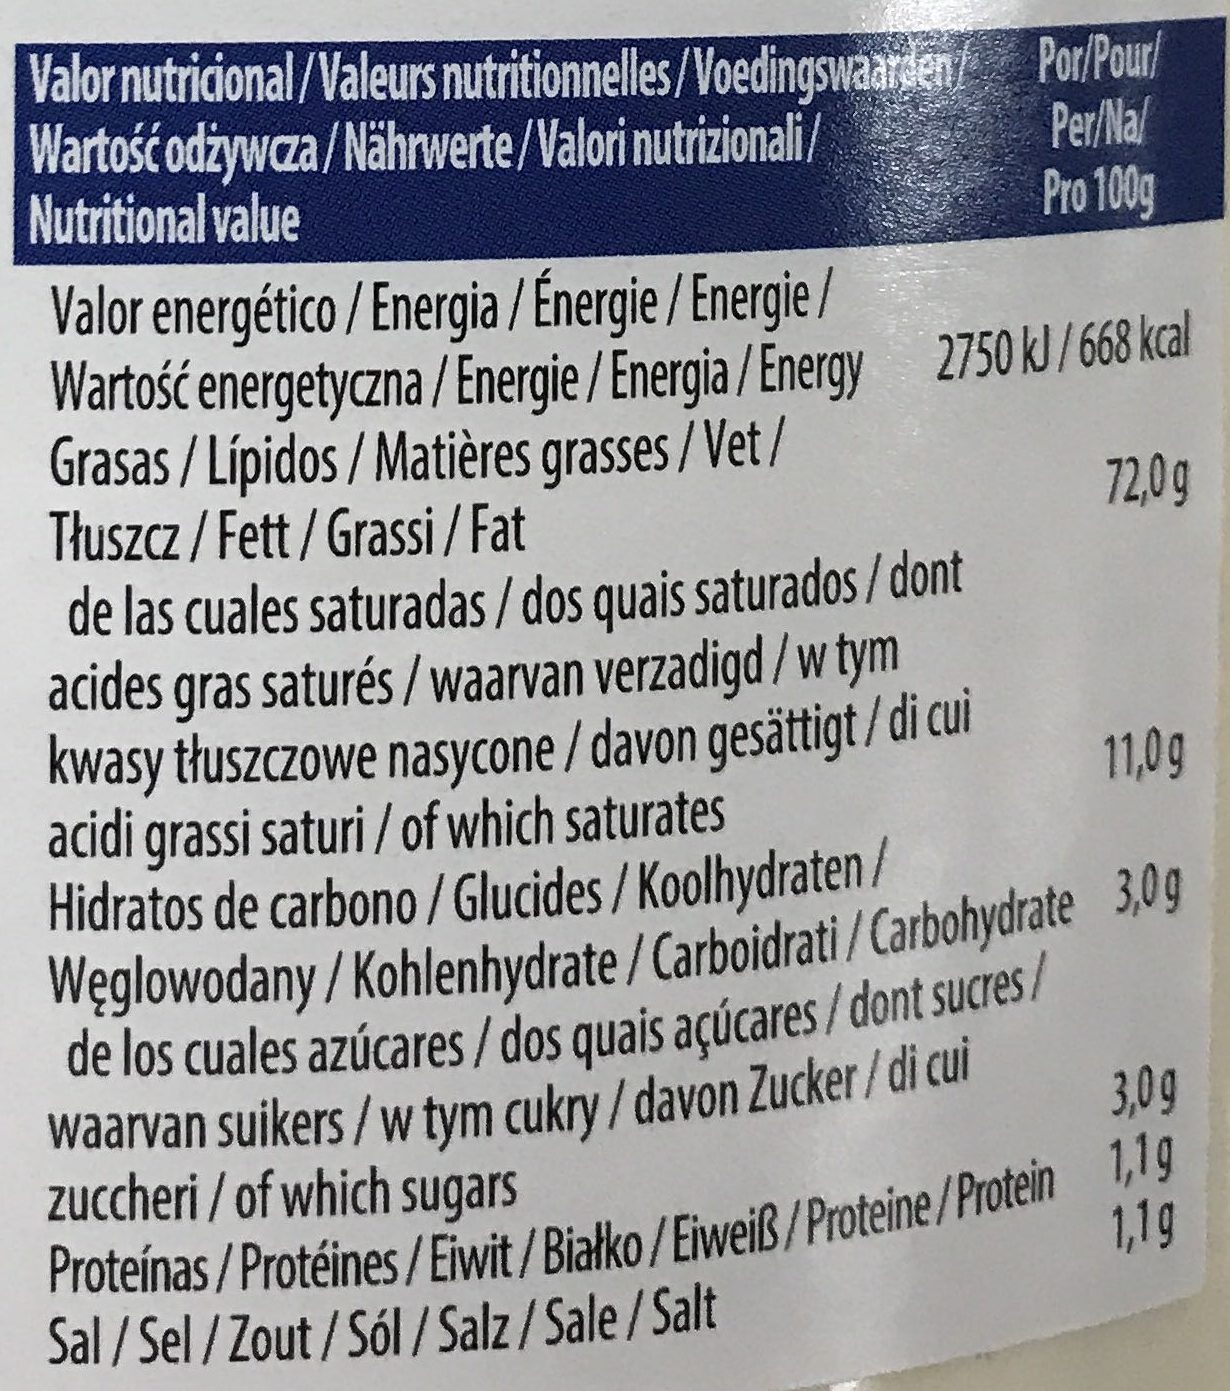 Valor nutricional / Valeurs nutritionnelles / Voedingswaarden / Por/Pour/
Wartość odżywcza / Nährwerte / Valori nutrizionali / Per/Na/
Nutritional value Pro 100g
Valor energético / Energia / Énergie / Energie /
Wartość energetyczna / Energie / Energia / Energy 2750 kJ / 668 kcal
Grasas / Lípidos / Matières grasses / Vet /
Tłuszcz / Fett / Grassi / Fat 72,0 g
de las cuales saturadas / dos quais saturados / dont
acides gras saturés / waarvan verzadigd / w tym
kwasy tłuszczowe nasycone / davon gesättigt / di cui
acidi grassi saturi / of which saturates 11,0 g
Hidratos de carbono / Glucides / Koolhydraten /
Węglowodany / Kohlenhydrate / Carboidrati / Carbohydrate 3,0 g
de los cuales azúcares / dos quais açúcares / dont sucres /
waarvan suikers / w tym cukry / davon Zucker / di cui
zuccheri / of which sugars 3,0 g
Proteínas / Protéines / Eiwit / Białko / Eiweiß / Proteine / Protein 1,1 g
Sal / Sel / Zout / Sól / Salz / Sale / Salt 1,1 g